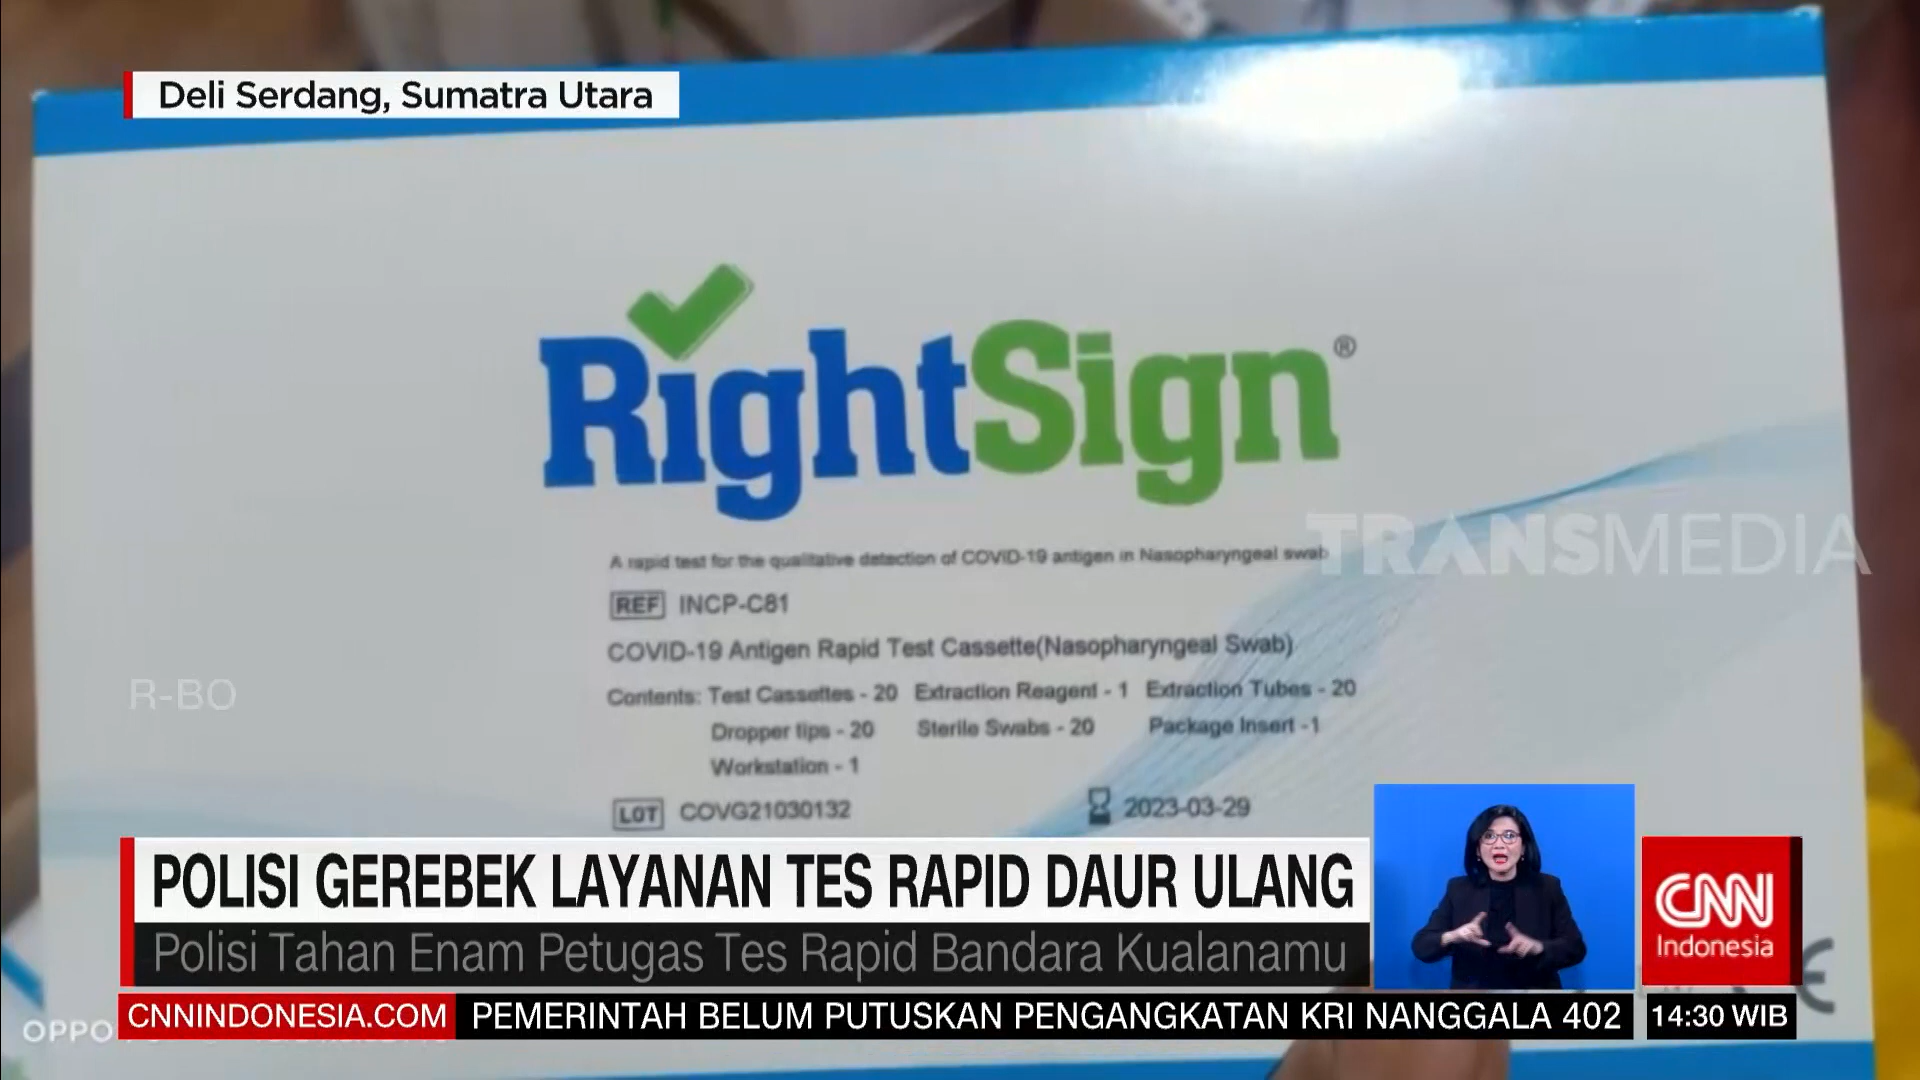 Deli Serdang, Sumatra Utara
RightSign®
TRANSMEDIA
A rapid test for the qualitative detection of COVID-19 antigen in Nasopharyngeal swab
REF INCP-C81
COVID-19 Antigen Rapid Test Cassette(Nasopharyngeal Swab)
R-BO
Contents: Test Cassettes - 20 Extraction Reagent - 1 Extraction Tubes - 20
Dropper tips - 20 Sterile Swabs - 20 Package Insert -1
Workstation - 1
LOT COVG21030132 2023-03-29
POLISI GEREBEK LAYANAN TES RAPID DAUR ULANG
Polisi Tahan Enam Petugas Tes Rapid Bandara Kualanamu
CNN
Indonesia
OPPO
CNNINDONESIA.COM PEMERINTAH BELUM PUTUSKAN PENGANGKATAN KRI NANGGALA 402 14:30 WIB